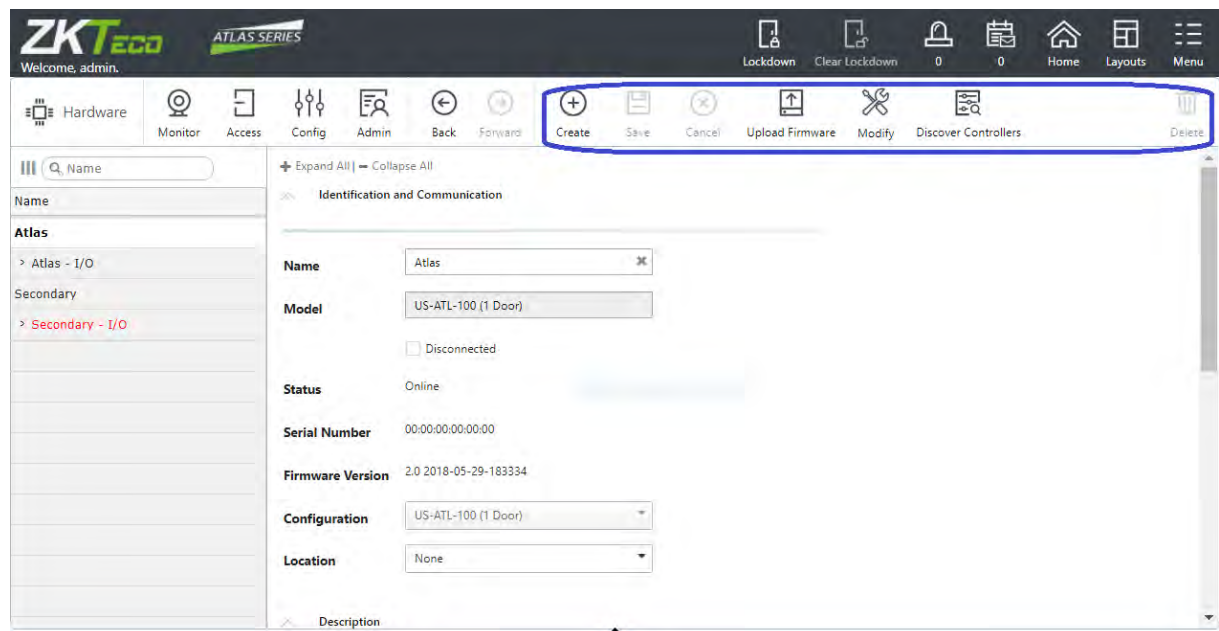 ZKTeco
ATLAS SERIES
Welcome, admin.
Lockdown Clear Lockdown 0 0 Home Layouts Menu
Hardware Monitor Access Config Admin Back Forward Create Save Cancel Upload Firmware Modify Discover Controllers Delete
Name
Expand All | Collapse All
Name
Identification and Communication
Atlas
> Atlas - I/O
Secondary
> Secondary - I/O
Name Atlas
Model US-ATL-100 (1 Door)
Disconnected
Status Online
Serial Number 00:00:00:00:00:00
Firmware Version 2.0 2018-05-29-183334
Configuration US-ATL-100 (1 Door)
Location None
Description